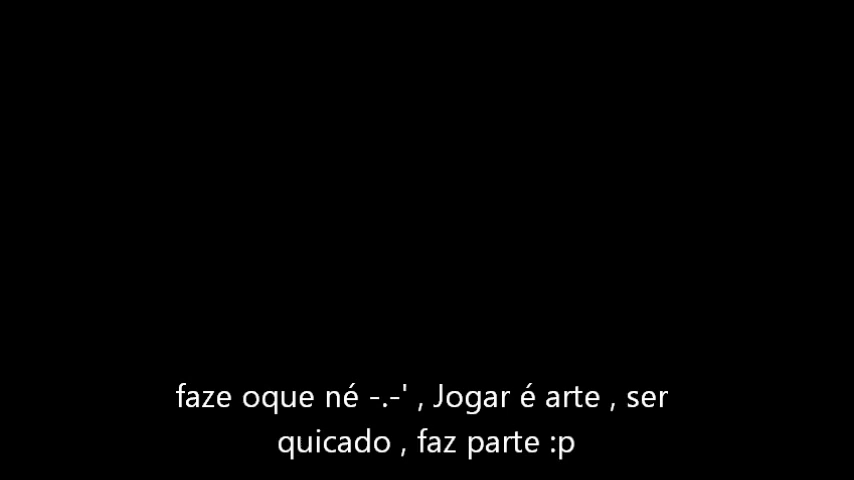 faze oque né -.-' , Jogar é arte , ser
quicado , faz parte :p